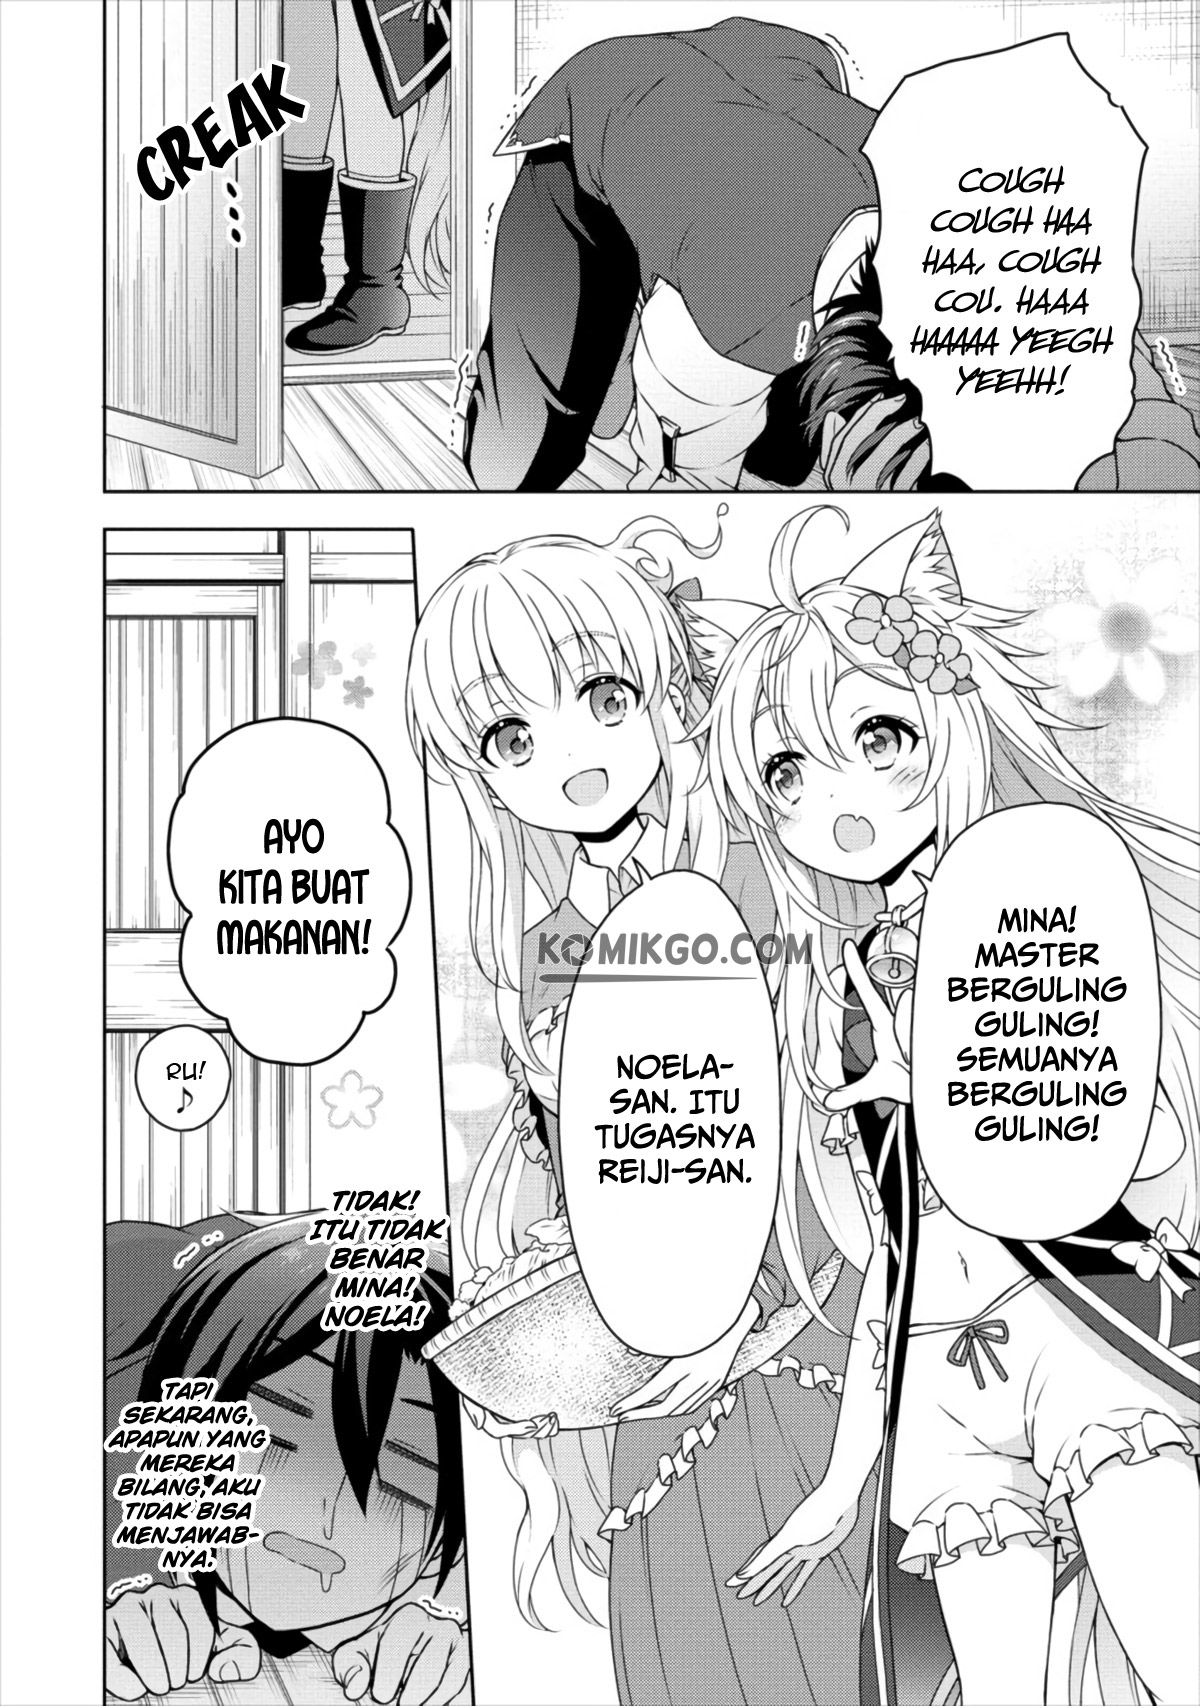 COUGH
COUGH HAA
HAA, COUGH
COU. HAAA
HAAAAA YEEGH
YEEHH!
CREAK
MINA!
MASTER
BERGULING
GULING!
SEMUANYA
BERGULING
GULING!
KOMIKGO.COM
NOELA-
SAN. ITU
TUGASNYA
REIJI-SAN.
AYO
KITA BUAT
MAKANAN!
RU!
♪
TIDAK!
ITU TIDAK
BENAR
MINA!
NOELA!
TAPI
SEKARANG,
APAPUN YANG
MEREKA
BILANG, AKU
TIDAK BISA
MENJAWAB-
NYA.